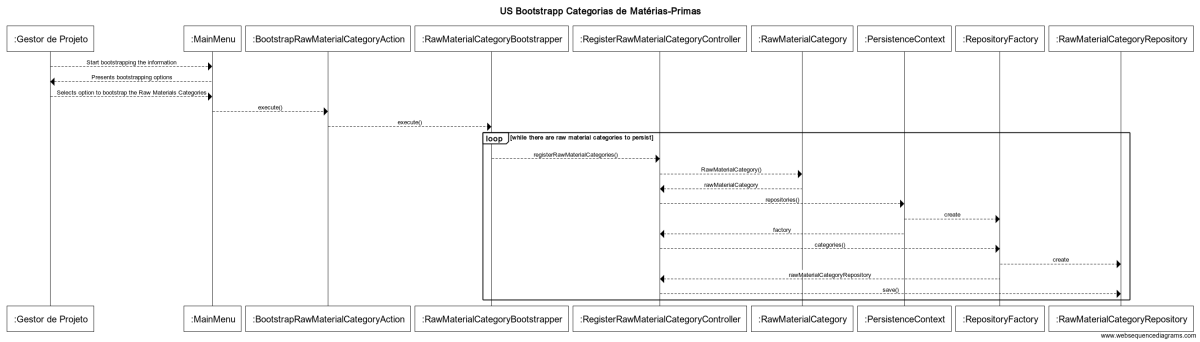 US Bootstrapp Categorias de Matérias-Primas
:Gestor de Projeto
:MainMenu
:BootstrapRawMaterialCategoryAction
:RawMaterialCategoryBootstrapper
:RegisterRawMaterialCategoryController
:RawMaterialCategory
:PersistenceContext
:RepositoryFactory
:RawMaterialCategoryRepository
Start bootstrapping the information
Presents bootstrapping options
Selects option to bootstrap the Raw Materials Categories
execute()
execute()
loop
[while there are raw material categories to persist]
registerRawMaterialCategories()
RawMaterialCategory()
rawMaterialCategory
repositories()
create
factory
categories()
create
rawMaterialCategoryRepository
save()
:Gestor de Projeto
:MainMenu
:BootstrapRawMaterialCategoryAction
:RawMaterialCategoryBootstrapper
:RegisterRawMaterialCategoryController
:RawMaterialCategory
:PersistenceContext
:RepositoryFactory
:RawMaterialCategoryRepository
www.websequencediagrams.com